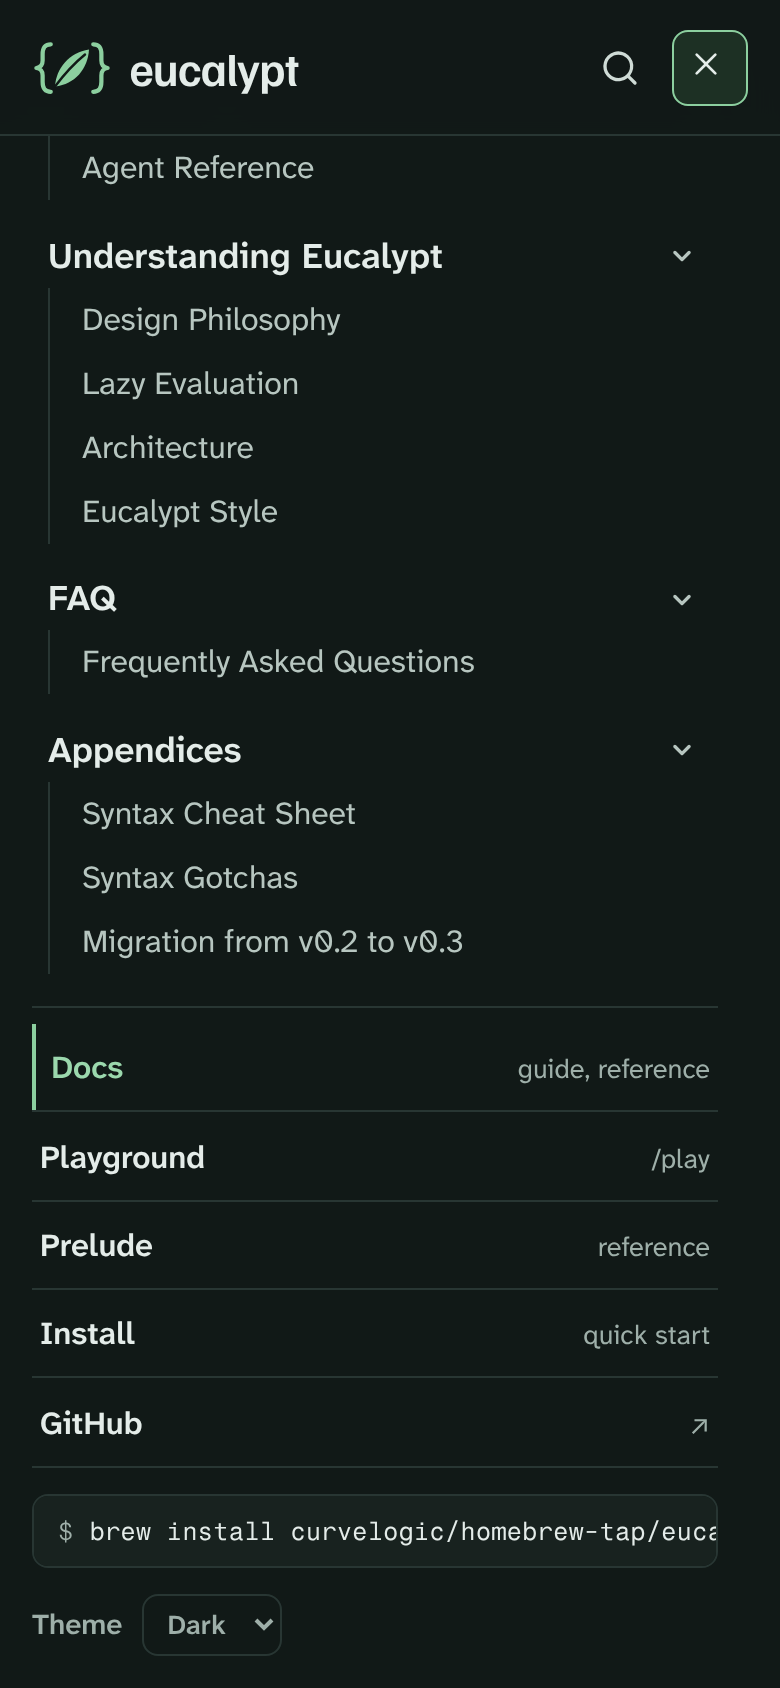 eucalypt
Agent Reference
Understanding Eucalypt
Design Philosophy
Lazy Evaluation
Architecture
Eucalypt Style
FAQ
Frequently Asked Questions
Appendices
Syntax Cheat Sheet
Syntax Gotchas
Migration from v0.2 to v0.3
Docs guide, reference
Playground /play
Prelude reference
Install quick start
GitHub ↗
$ brew install curvelogic/homebrew-tap/euca
Theme Dark